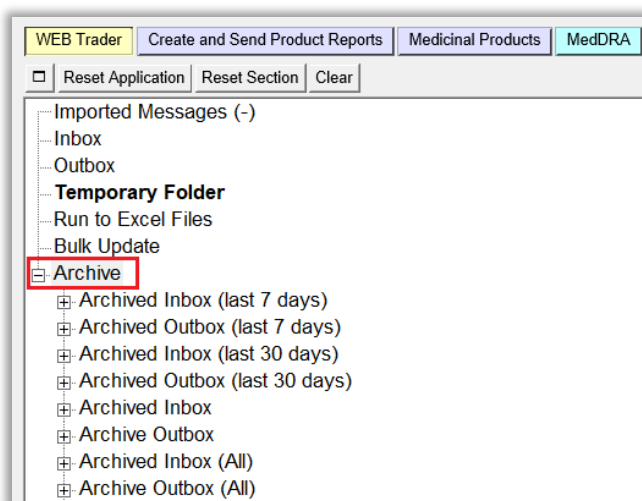 WEB Trader Create and Send Product Reports Medicinal Products MedDRA
Reset Application Reset Section Clear
Imported Messages (-)
Inbox
Outbox
Temporary Folder
Run to Excel Files
Bulk Update
Archive
Archived Inbox (last 7 days)
Archived Outbox (last 7 days)
Archived Inbox (last 30 days)
Archived Outbox (last 30 days)
Archived Inbox
Archive Outbox
Archived Inbox (All)
Archive Outbox (All)